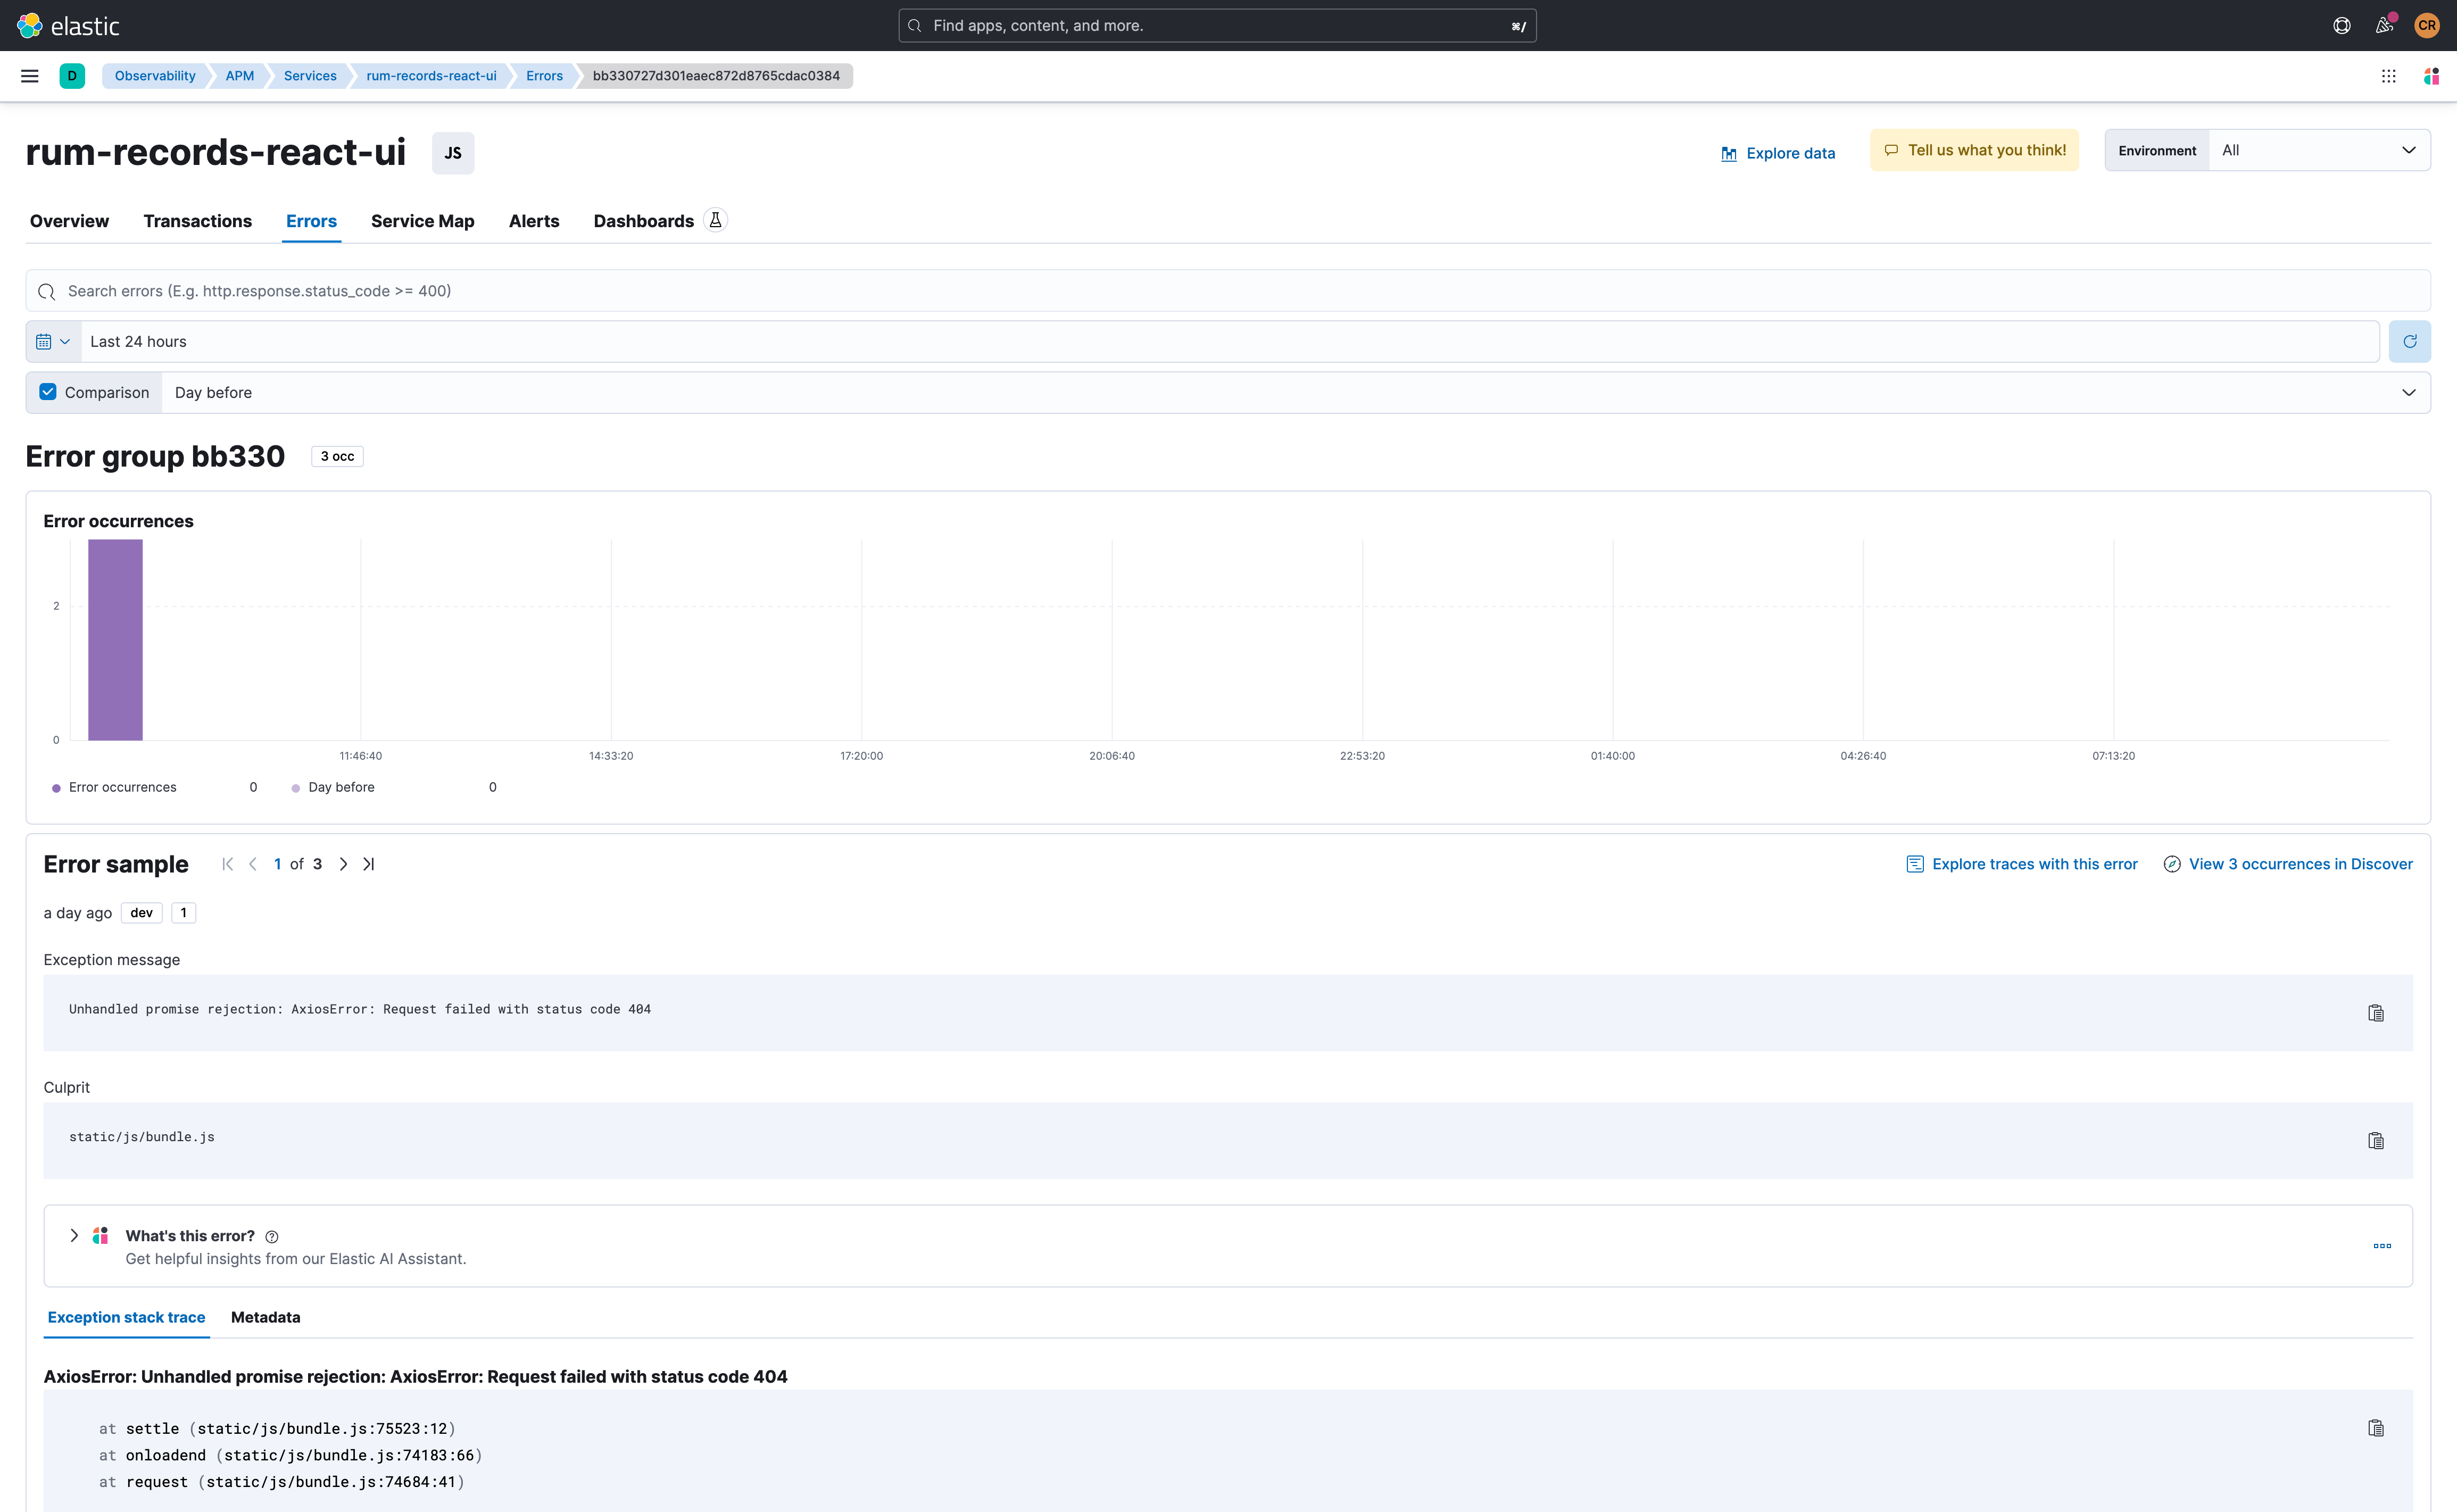 elastic
Find apps, content, and more.
⌘/
CR
D
Observability
APM
Services
rum-records-react-ui
Errors
bb330727d301eaec872d8765cdac0384
rum-records-react-ui
JS
Explore data
Tell us what you think!
Environment
All
Overview
Transactions
Errors
Service Map
Alerts
Dashboards
Search errors (E.g. http.response.status_code >= 400)
Last 24 hours
Comparison
Day before
Error group bb330
3 occ
Error occurrences
2
0
11:46:40
14:33:20
17:20:00
20:06:40
22:53:20
01:40:00
04:26:40
07:13:20
Error occurrences
0
Day before
0
Error sample
1 of 3
Explore traces with this error
View 3 occurrences in Discover
a day ago
dev
1
Exception message
Unhandled promise rejection: AxiosError: Request failed with status code 404
Culprit
static/js/bundle.js
What's this error?
Get helpful insights from our Elastic AI Assistant.
Exception stack trace
Metadata
AxiosError: Unhandled promise rejection: AxiosError: Request failed with status code 404
at settle (static/js/bundle.js:75523:12)
at onloadend (static/js/bundle.js:74183:66)
at request (static/js/bundle.js:74684:41)